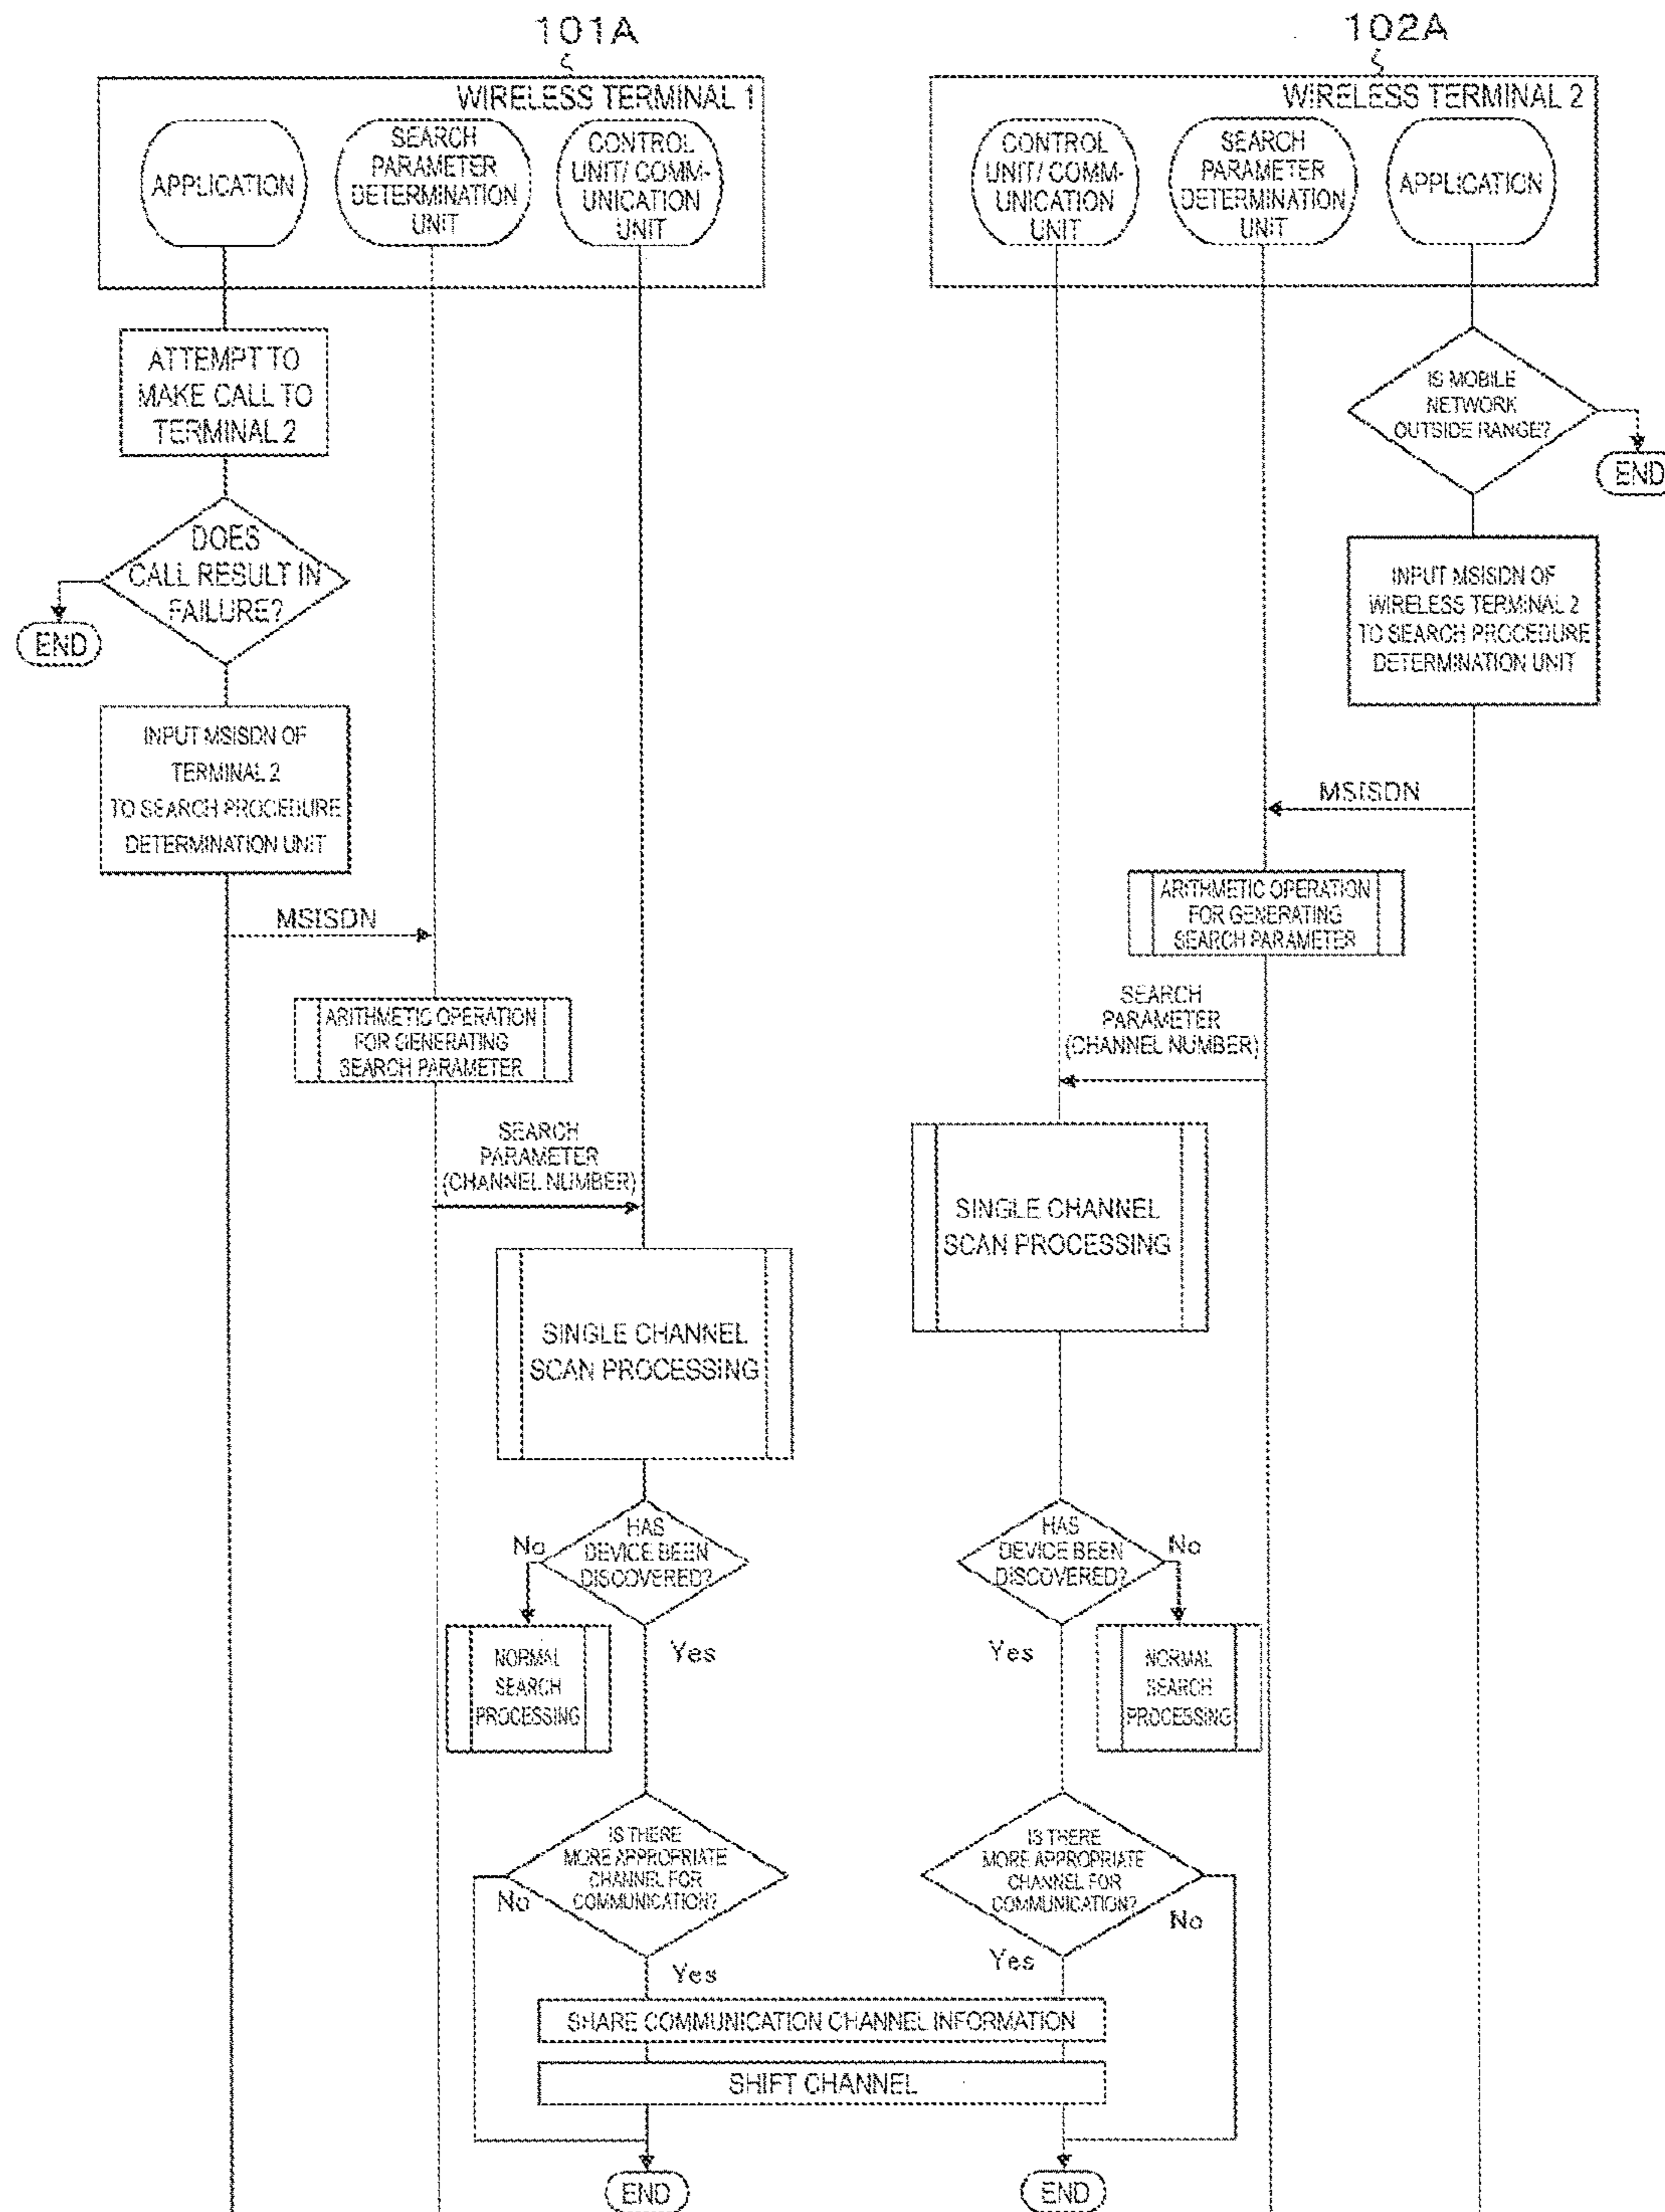 101A
102A
WIRELESS TERMINAL 1
WIRELESS TERMINAL 2
APPLICATION
SEARCH
PARAMETER
DETERMINATION
UNIT
CONTROL
UNIT/ COMM-
UNICATION
UNIT
CONTROL
UNIT/ COMM-
UNICATION
UNIT
SEARCH
PARAMETER
DETERMINATION
UNIT
APPLICATION
ATTEMPT TO
MAKE CALL TO
TERMINAL 2
IS MOBILE
NETWORK
OUTSIDE RANGE?
END
DOES
CALL RESULT IN
FAILURE?
END
INPUT MSISDN OF
WIRELESS TERMINAL 2
TO SEARCH PROCEDURE
DETERMINATION UNIT
INPUT MSISDN OF
TERMINAL 2
TO SEARCH PROCEDURE
DETERMINATION UNIT
MSISDN
MSISDN
ARITHMETIC OPERATION
FOR GENERATING
SEARCH PARAMETER
ARITHMETIC OPERATION
FOR GENERATING
SEARCH PARAMETER
SEARCH
PARAMETER
(CHANNEL NUMBER)
SEARCH
PARAMETER
(CHANNEL NUMBER)
SINGLE CHANNEL
SCAN PROCESSING
SINGLE CHANNEL
SCAN PROCESSING
HAS
DEVICE BEEN
DISCOVERED?
No
Yes
HAS
DEVICE BEEN
DISCOVERED?
No
Yes
NORMAL
SEARCH
PROCESSING
NORMAL
SEARCH
PROCESSING
IS THERE
MORE APPROPRIATE
CHANNEL FOR
COMMUNICATION?
No
Yes
IS THERE
MORE APPROPRIATE
CHANNEL FOR
COMMUNICATION?
No
Yes
SHARE COMMUNICATION CHANNEL INFORMATION
SHIFT CHANNEL
END
END